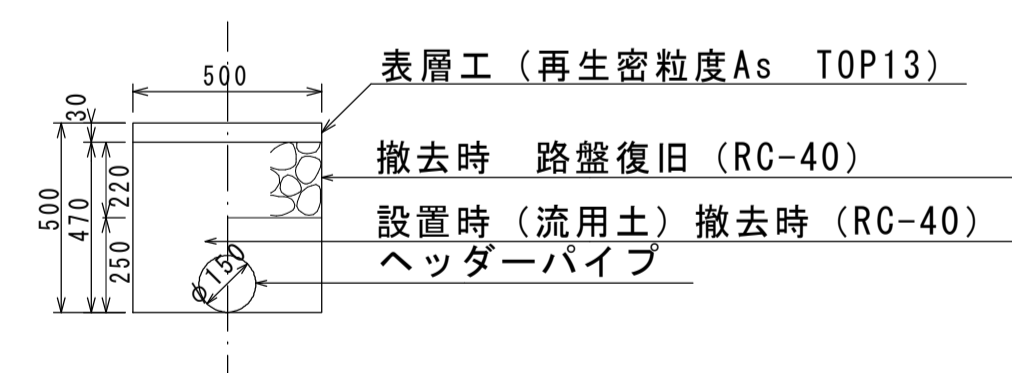 500
表層工（再生密粒度As　TOP13）
30
撤去時　路盤復旧（RC-40）
500
470
220
設置時（流用土）撤去時（RC-40）
250
φ150
ヘッダーパイプ